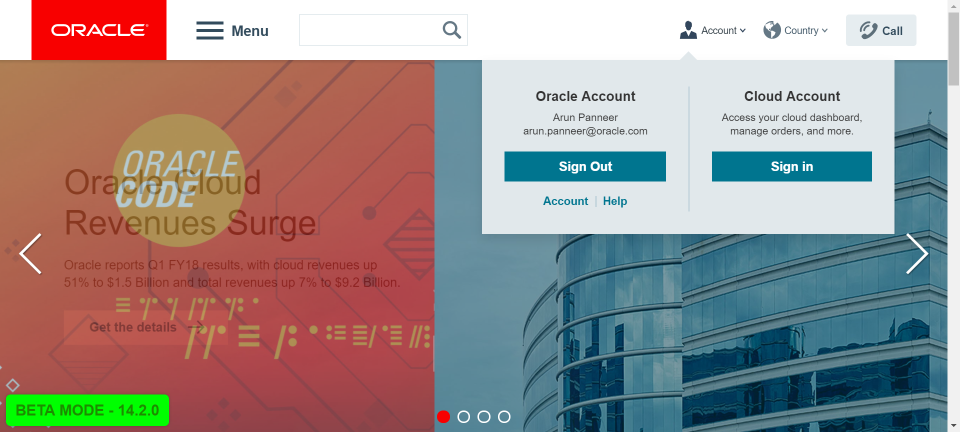 ORACLE
Menu
Account
Country
Call
Oracle Account
Arun Panneer
arun.panneer@oracle.com
Sign Out
Account | Help
Cloud Account
Access your cloud dashboard,
manage orders, and more.
Sign in
ORACLE
CODE
Oracle Cloud
Revenues Surge
Oracle reports Q1 FY18 results, with cloud revenues up
51% to $1.5 Billion and total revenues up 7% to $9.2 Billion.
Get the details
BETA MODE - 14.2.0